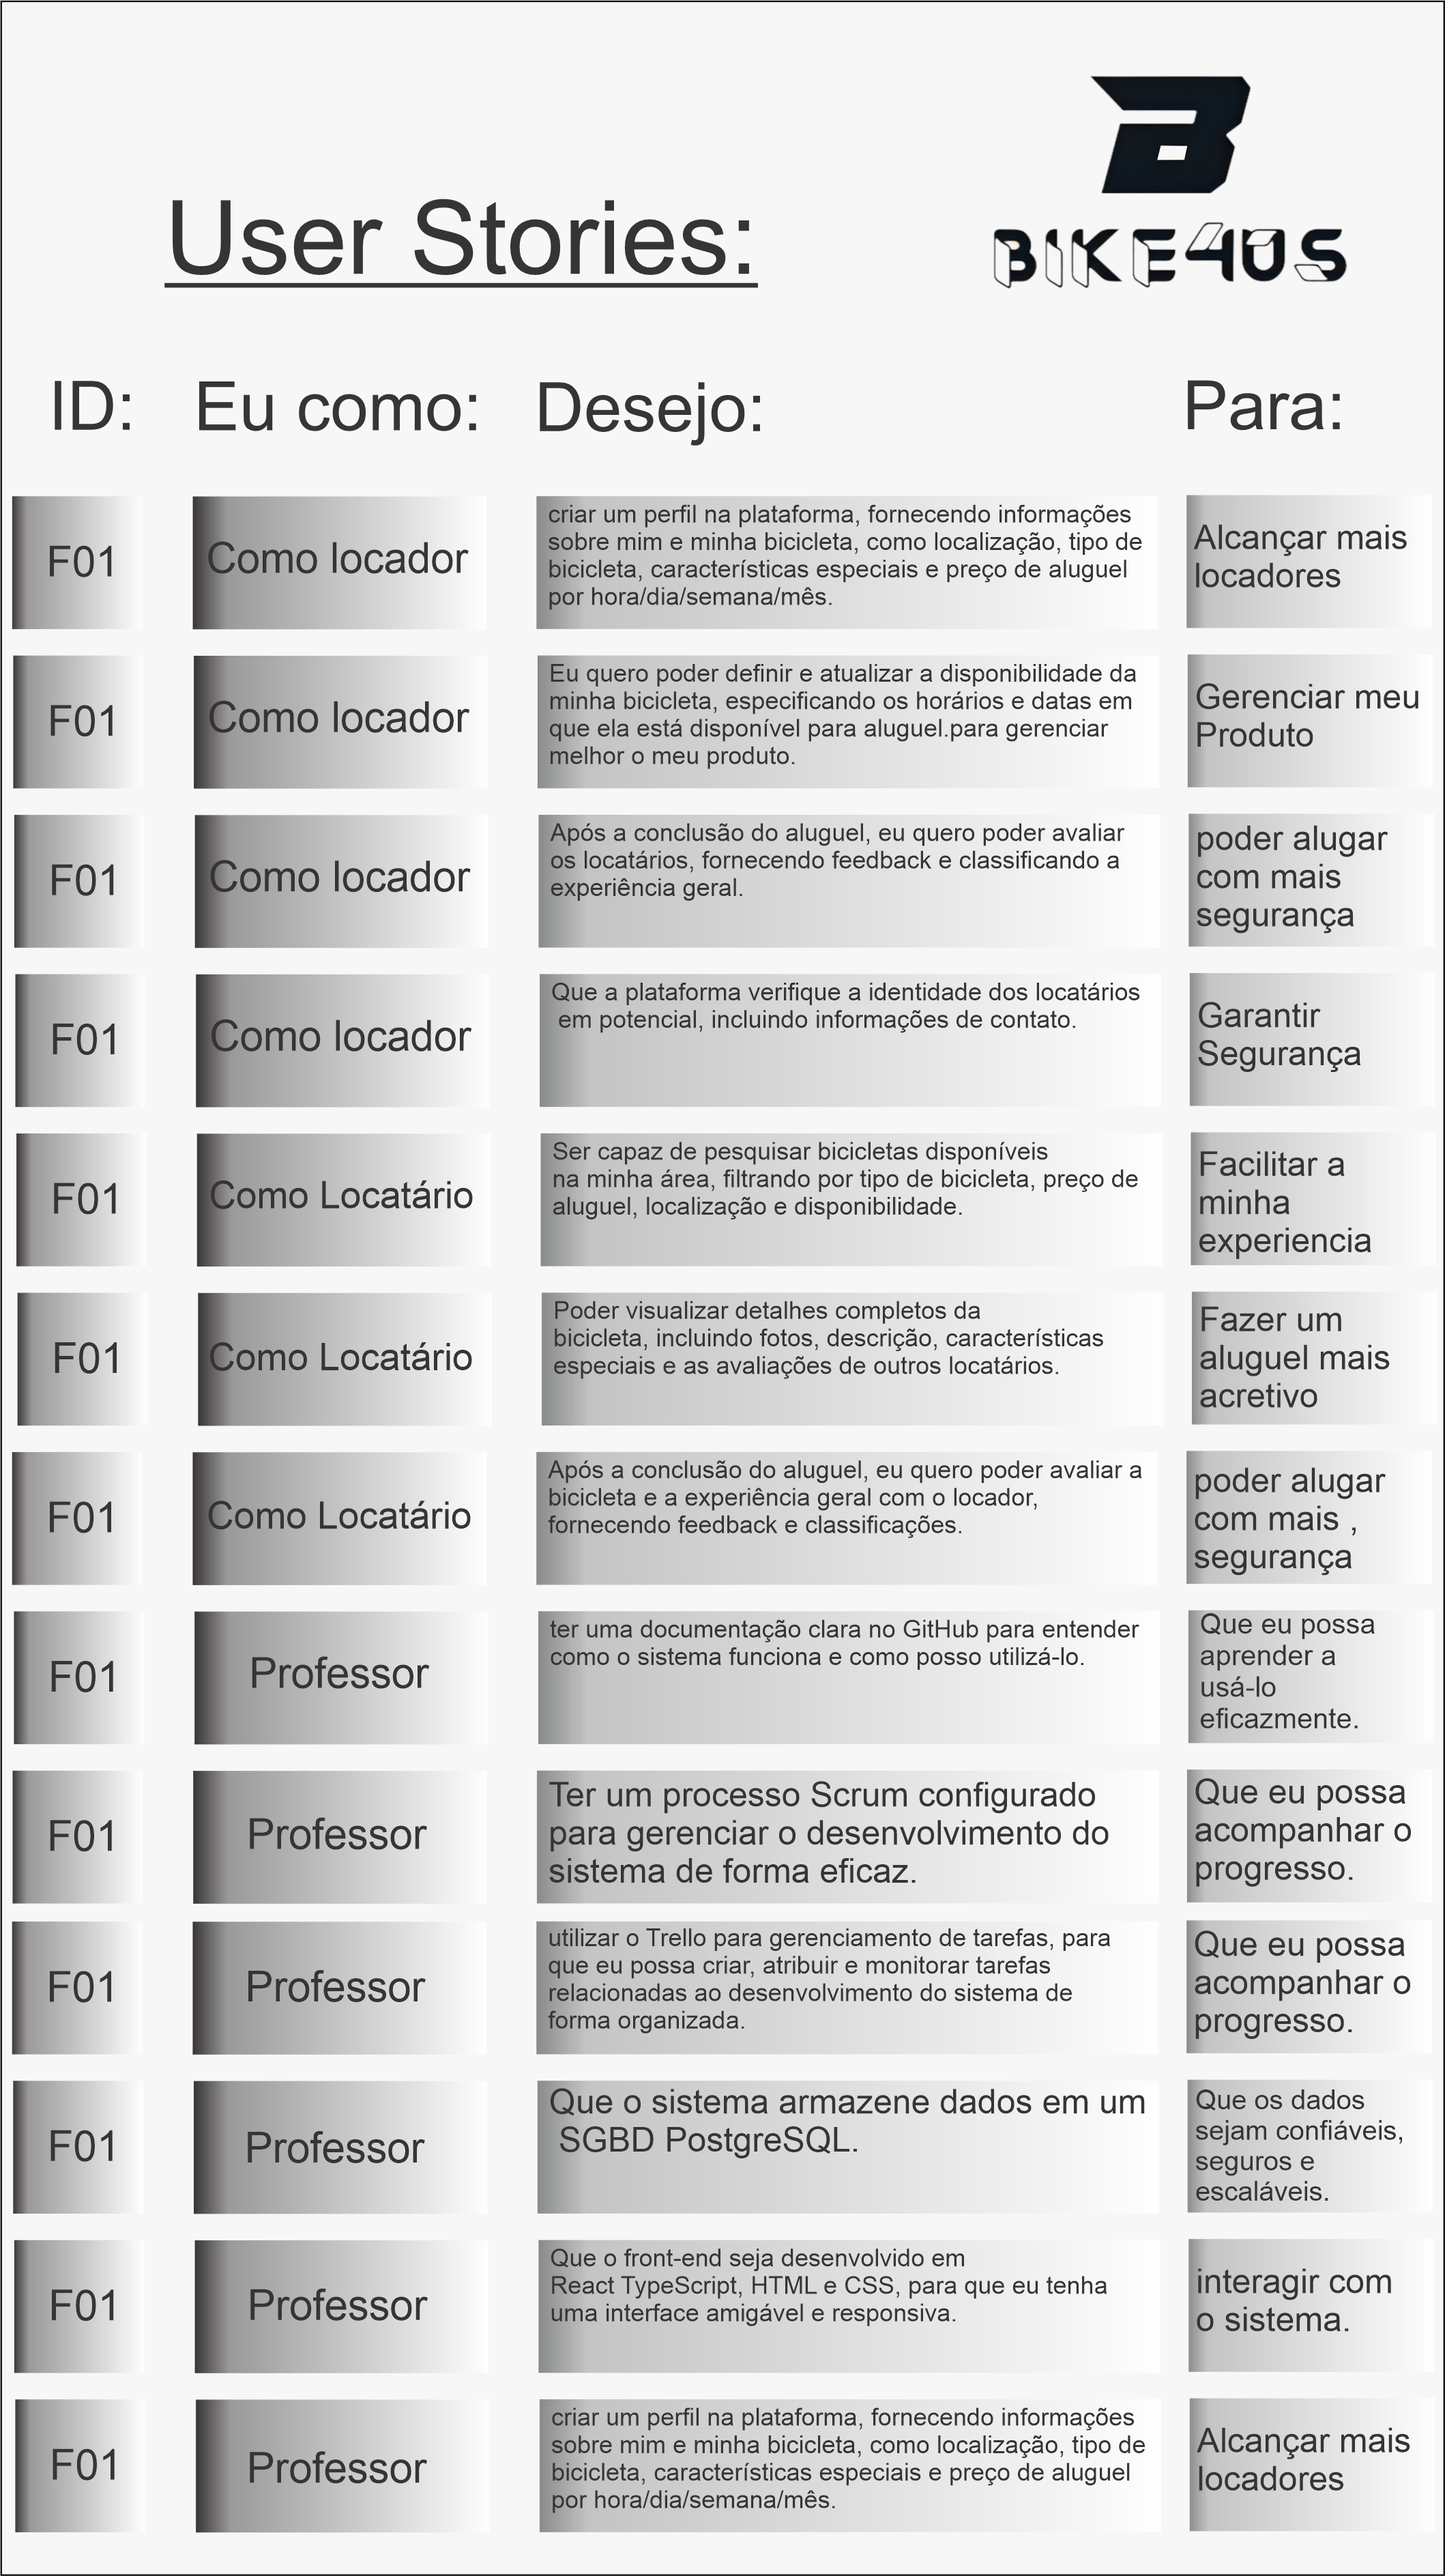 B
BIKE4US
User Stories:
ID: Eu como: Desejo: Para:
F01
Como locador
criar um perfil na plataforma, fornecendo informações
sobre mim e minha bicicleta, como localização, tipo de
bicicleta, características especiais e preço de aluguel
por hora/dia/semana/mês.
Alcançar mais
locadores
F01
Como locador
Eu quero poder definir e atualizar a disponibilidade da
minha bicicleta, especificando os horários e datas em
que ela está disponível para aluguel.para gerenciar
melhor o meu produto.
Gerenciar meu
Produto
F01
Como locador
Após a conclusão do aluguel, eu quero poder avaliar
os locatários, fornecendo feedback e classificando a
experiência geral.
poder alugar
com mais
segurança
F01
Como locador
Que a plataforma verifique a identidade dos locatários
em potencial, incluindo informações de contato.
Garantir
Segurança
F01
Como Locatário
Ser capaz de pesquisar bicicletas disponíveis
na minha área, filtrando por tipo de bicicleta, preço de
aluguel, localização e disponibilidade.
Facilitar a
minha
experiencia
F01
Como Locatário
Poder visualizar detalhes completos da
bicicleta, incluindo fotos, descrição, características
especiais e as avaliações de outros locatários.
Fazer um
aluguel mais
acretivo
F01
Como Locatário
Após a conclusão do aluguel, eu quero poder avaliar a
bicicleta e a experiência geral com o locador,
fornecendo feedback e classificações.
poder alugar
com mais ,
segurança
F01
Professor
ter uma documentação clara no GitHub para entender
como o sistema funciona e como posso utilizá-lo.
Que eu possa
aprender a
usá-lo
eficazmente.
F01
Professor
Ter um processo Scrum configurado
para gerenciar o desenvolvimento do
sistema de forma eficaz.
Que eu possa
acompanhar o
progresso.
F01
Professor
utilizar o Trello para gerenciamento de tarefas, para
que eu possa criar, atribuir e monitorar tarefas
relacionadas ao desenvolvimento do sistema de
forma organizada.
Que eu possa
acompanhar o
progresso.
F01
Professor
Que o sistema armazene dados em um
SGBD PostgreSQL.
Que os dados
sejam confiáveis,
seguros e
escaláveis.
F01
Professor
Que o front-end seja desenvolvido em
React TypeScript, HTML e CSS, para que eu tenha
uma interface amigável e responsiva.
interagir com
o sistema.
F01
Professor
criar um perfil na plataforma, fornecendo informações
sobre mim e minha bicicleta, como localização, tipo de
bicicleta, características especiais e preço de aluguel
por hora/dia/semana/mês.
Alcançar mais
locadores